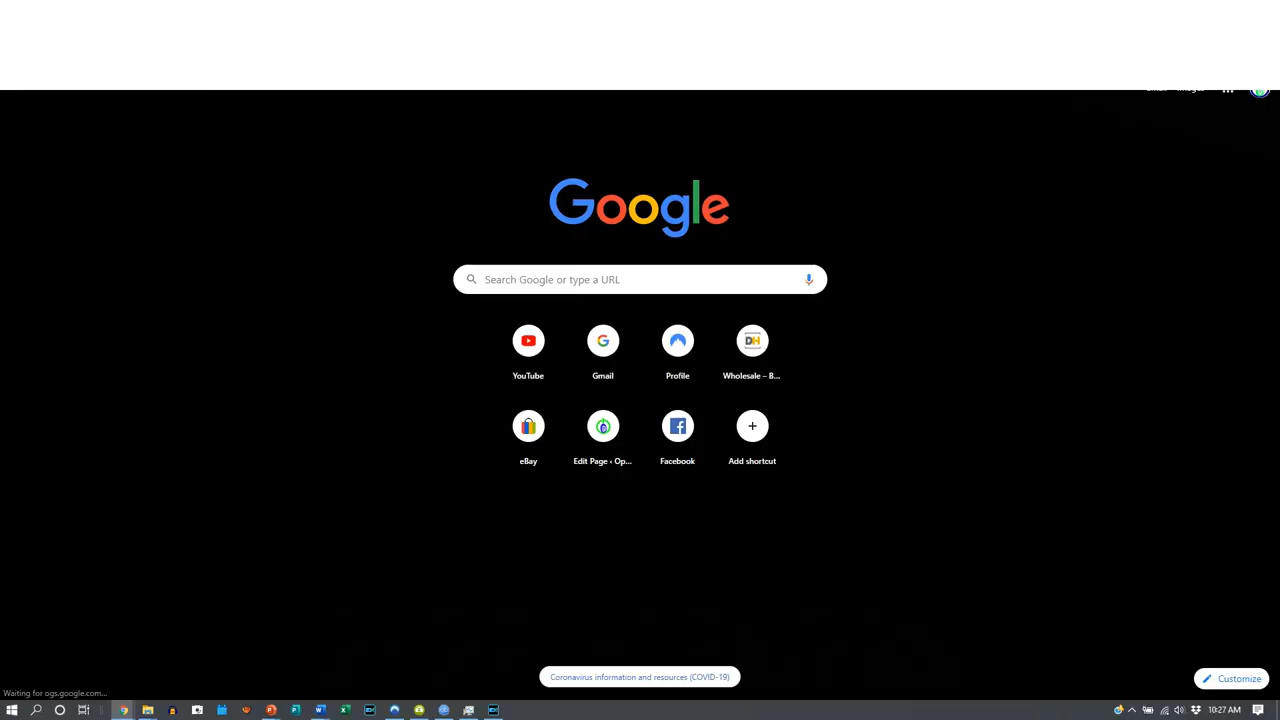 Google
Search Google or type a URL
YouTube
Gmail
Profile
Wholesale – B...
eBay
Edit Page ‹ Op...
Facebook
Add shortcut
Coronavirus information and resources (COVID-19)
Customize
Waiting for ogs.google.com...
10:27 AM